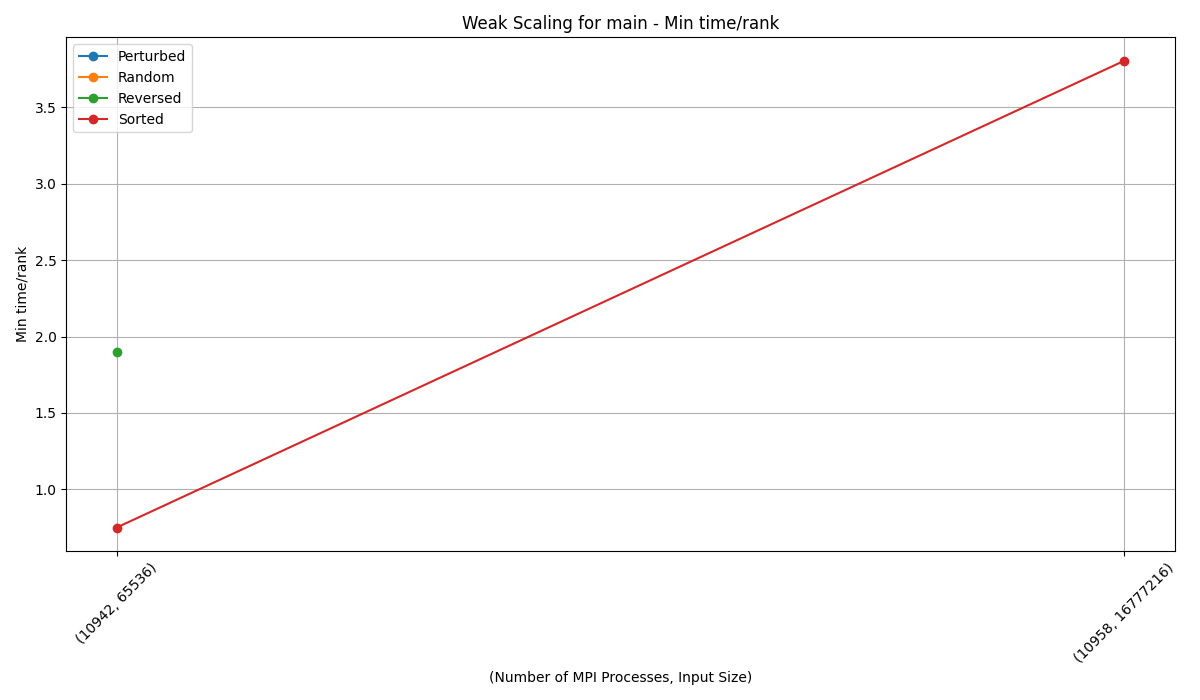 Weak Scaling for main - Min time/rank
Perturbed
Random
Reversed
Sorted
Min time/rank
3.5
3.0
2.5
2.0
1.5
1.0
(10942, 65536)
(10958, 16777216)
(Number of MPI Processes, Input Size)